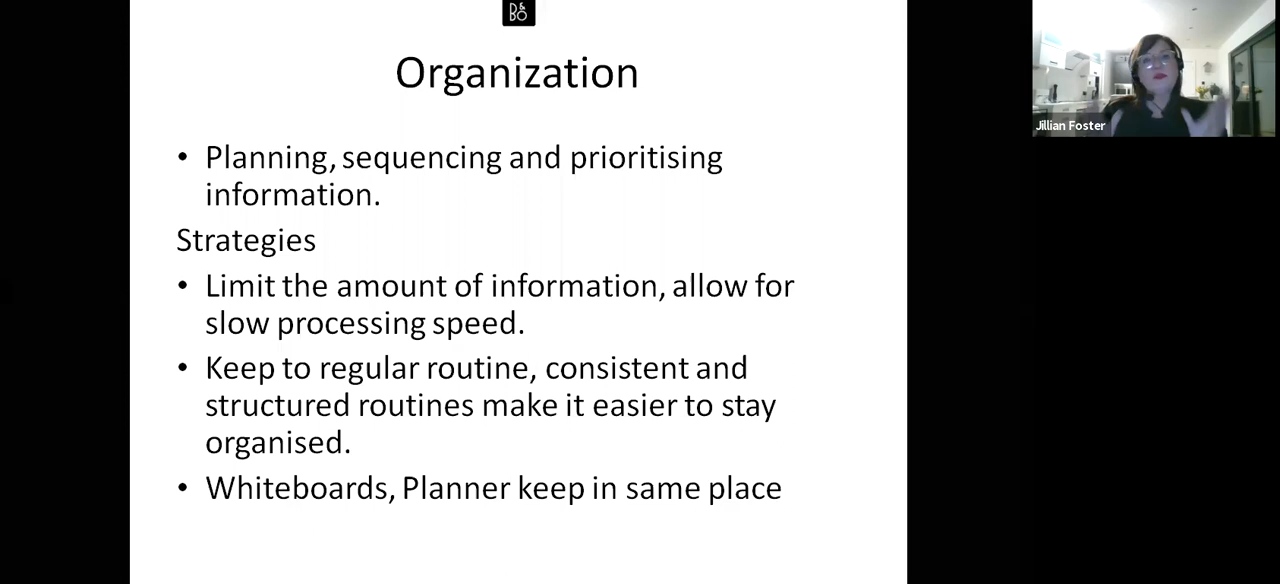 B&O
Organization
• Planning, sequencing and prioritising
information.
Strategies
• Limit the amount of information, allow for
slow processing speed.
• Keep to regular routine, consistent and
structured routines make it easier to stay
organised.
• Whiteboards, Planner keep in same place
Jillian Foster